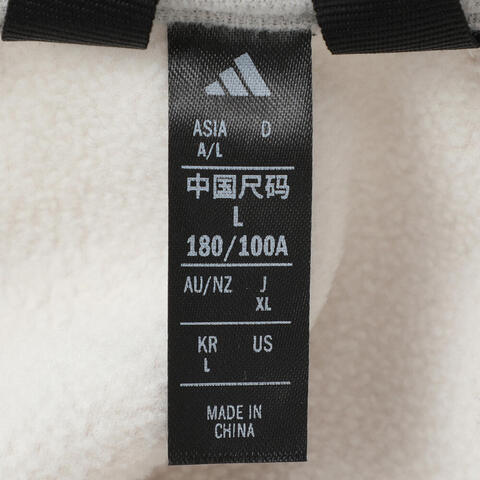 ASIA D
A/L
中国尺码
L
180/100A
AU/NZ J
XL
KR US
L
MADE IN
CHINA